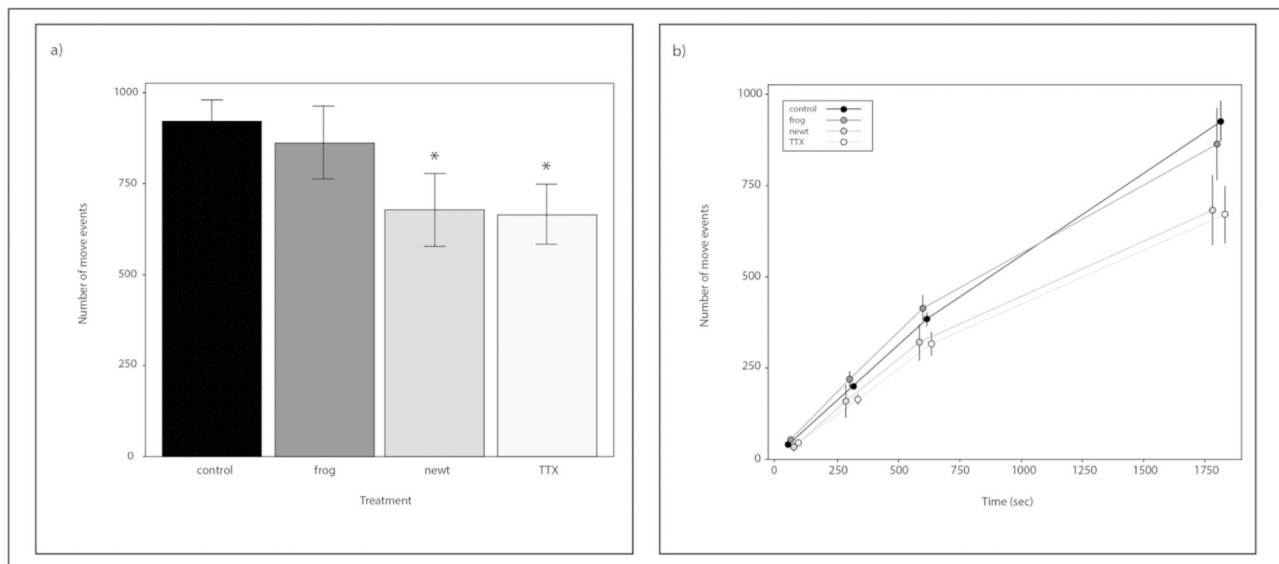 a)
1000
750
500
250
0
Number of move events
*
*
control
frog
newt
TTX
Treatment
b)
1000
750
500
250
0
Number of move events
control
frog
newt
TTX
0
250
500
750
1000
1250
1500
1750
Time (sec)